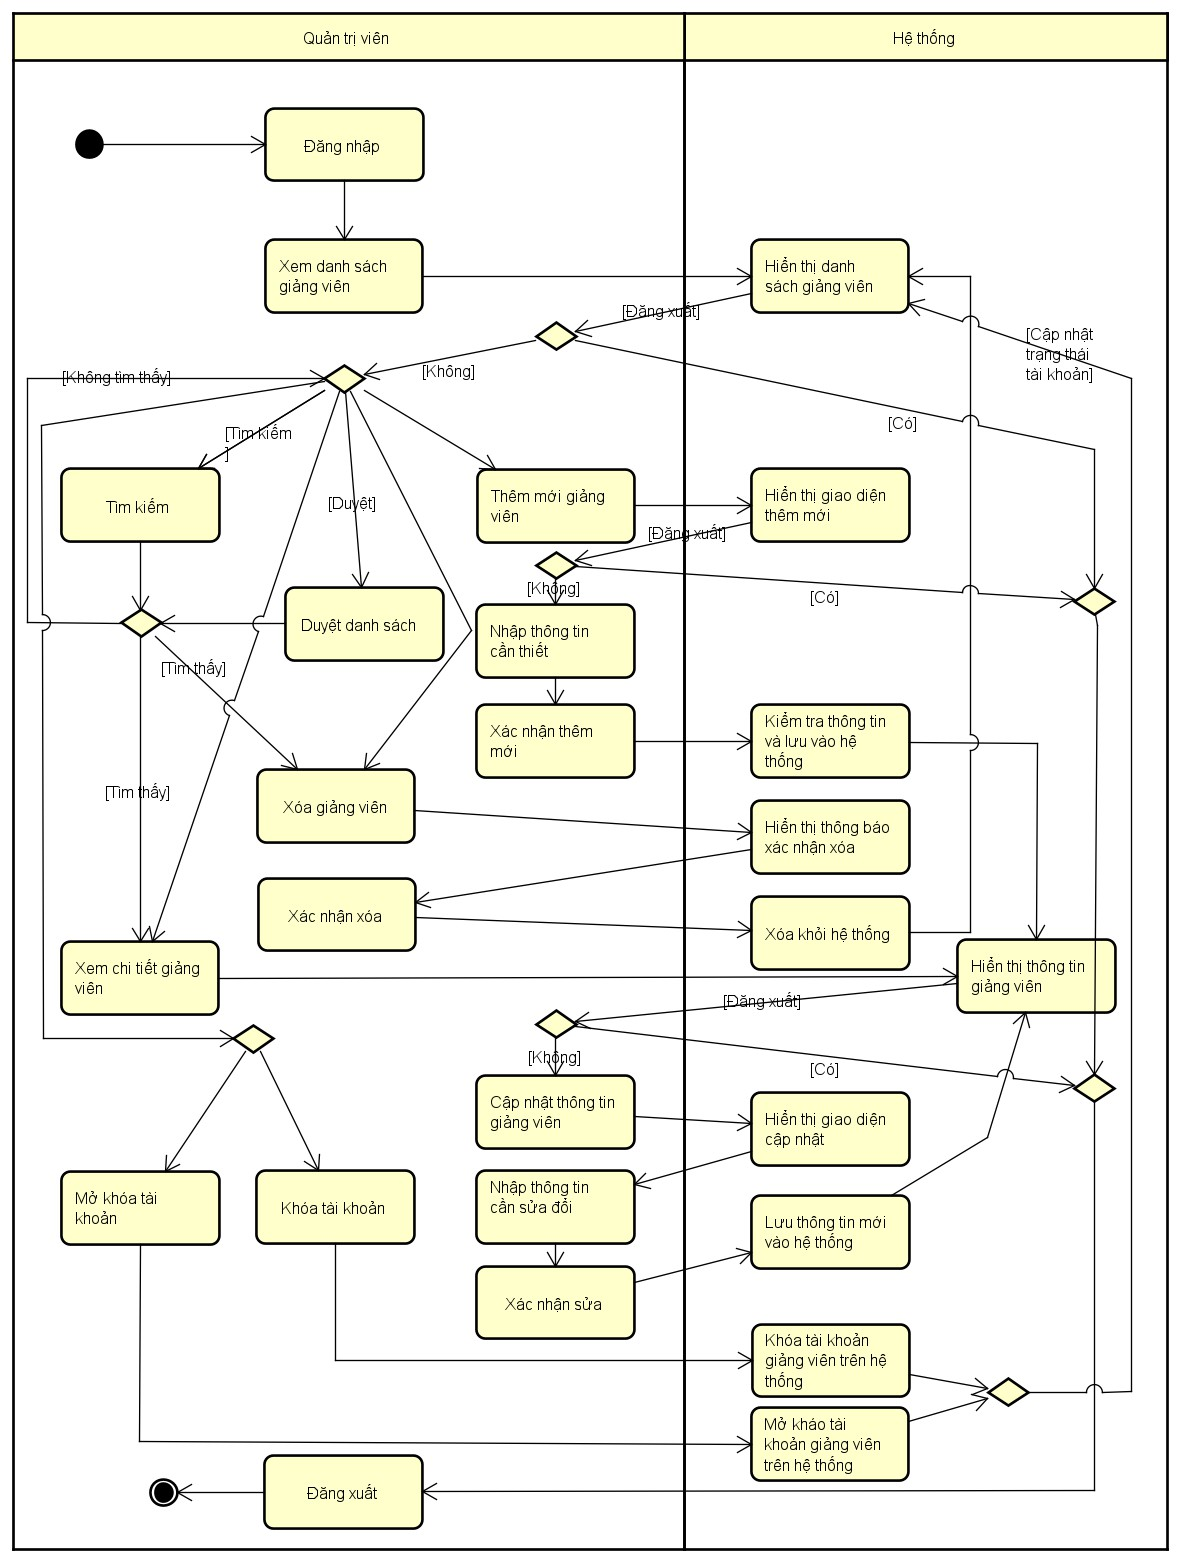 Quản trị viên
Hệ thống
Đăng nhập
Xem danh sách
giảng viên
Hiển thị danh
sách giảng viên
[Đăng xuất]
[Cập nhật
trạng thái
tài khoản]
[Không]
[Không tìm thấy]
[Có]
[Tìm kiếm
]
Tìm kiếm
[Duyệt]
Thêm mới giảng
viên
Hiển thị giao diện
thêm mới
[Đăng xuất]
[Không]
[Có]
Duyệt danh sách
Nhập thông tin
cần thiết
[Tìm thấy]
Xác nhận thêm
mới
Kiểm tra thông tin
và lưu vào hệ
thống
[Tìm thấy]
Xóa giảng viên
Hiển thị thông báo
xác nhận xóa
Xác nhận xóa
Xóa khỏi hệ thống
Xem chi tiết giảng
viên
Hiển thị thông tin
giảng viên
[Đăng xuất]
[Không]
[Có]
Cập nhật thông tin
giảng viên
Hiển thị giao diện
cập nhật
Mở khóa tài
khoản
Khóa tài khoản
Nhập thông tin
cần sửa đổi
Lưu thông tin mới
vào hệ thống
Xác nhận sửa
Khóa tài khoản
giảng viên trên hệ
thống
Mở kháo tài
khoản giảng viên
trên hệ thống
Đăng xuất